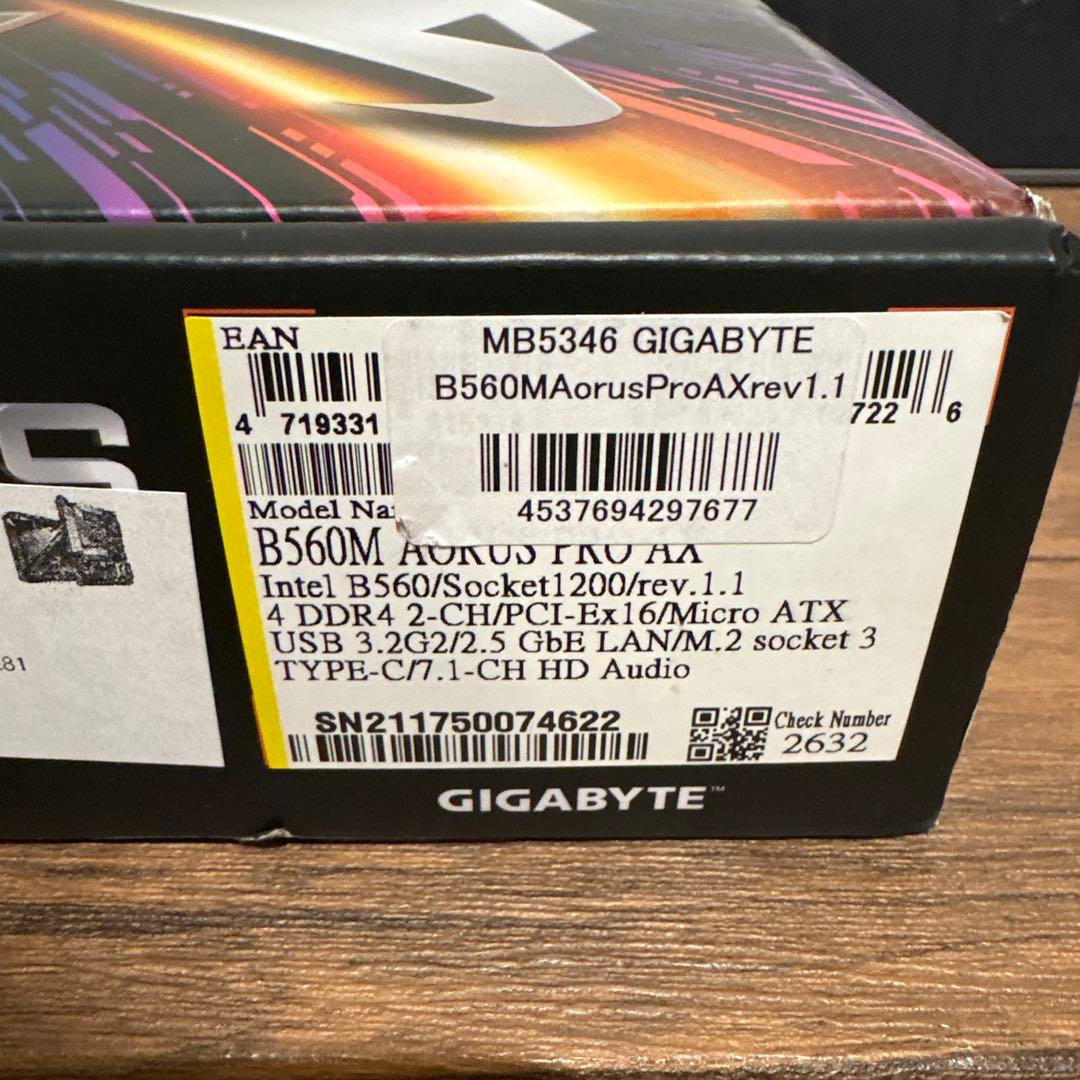 EAN
MB5346 GIGABYTE
B560MAorusProAXrev1.1
4 719331
722 6
4537694297677
Model Na
B560M AORUS PRO AX
Intel B560/Socket1200/rev.1.1
4 DDR4 2-CH/PCI-Ex16/Micro ATX
USB 3.2G2/2.5 GbE LAN/M.2 socket 3
TYPE-C/7.1-CH HD Audio
SN211750074622
Check Number
2632
GIGABYTE™
S
81